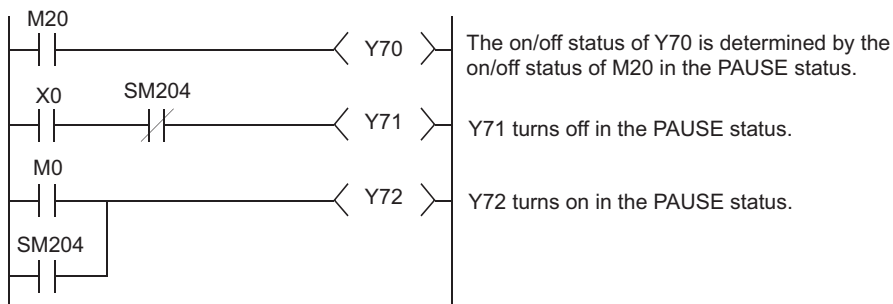 M20
Y70
The on/off status of Y70 is determined by the
on/off status of M20 in the PAUSE status.
X0
SM204
Y71
Y71 turns off in the PAUSE status.
M0
Y72
Y72 turns on in the PAUSE status.
SM204